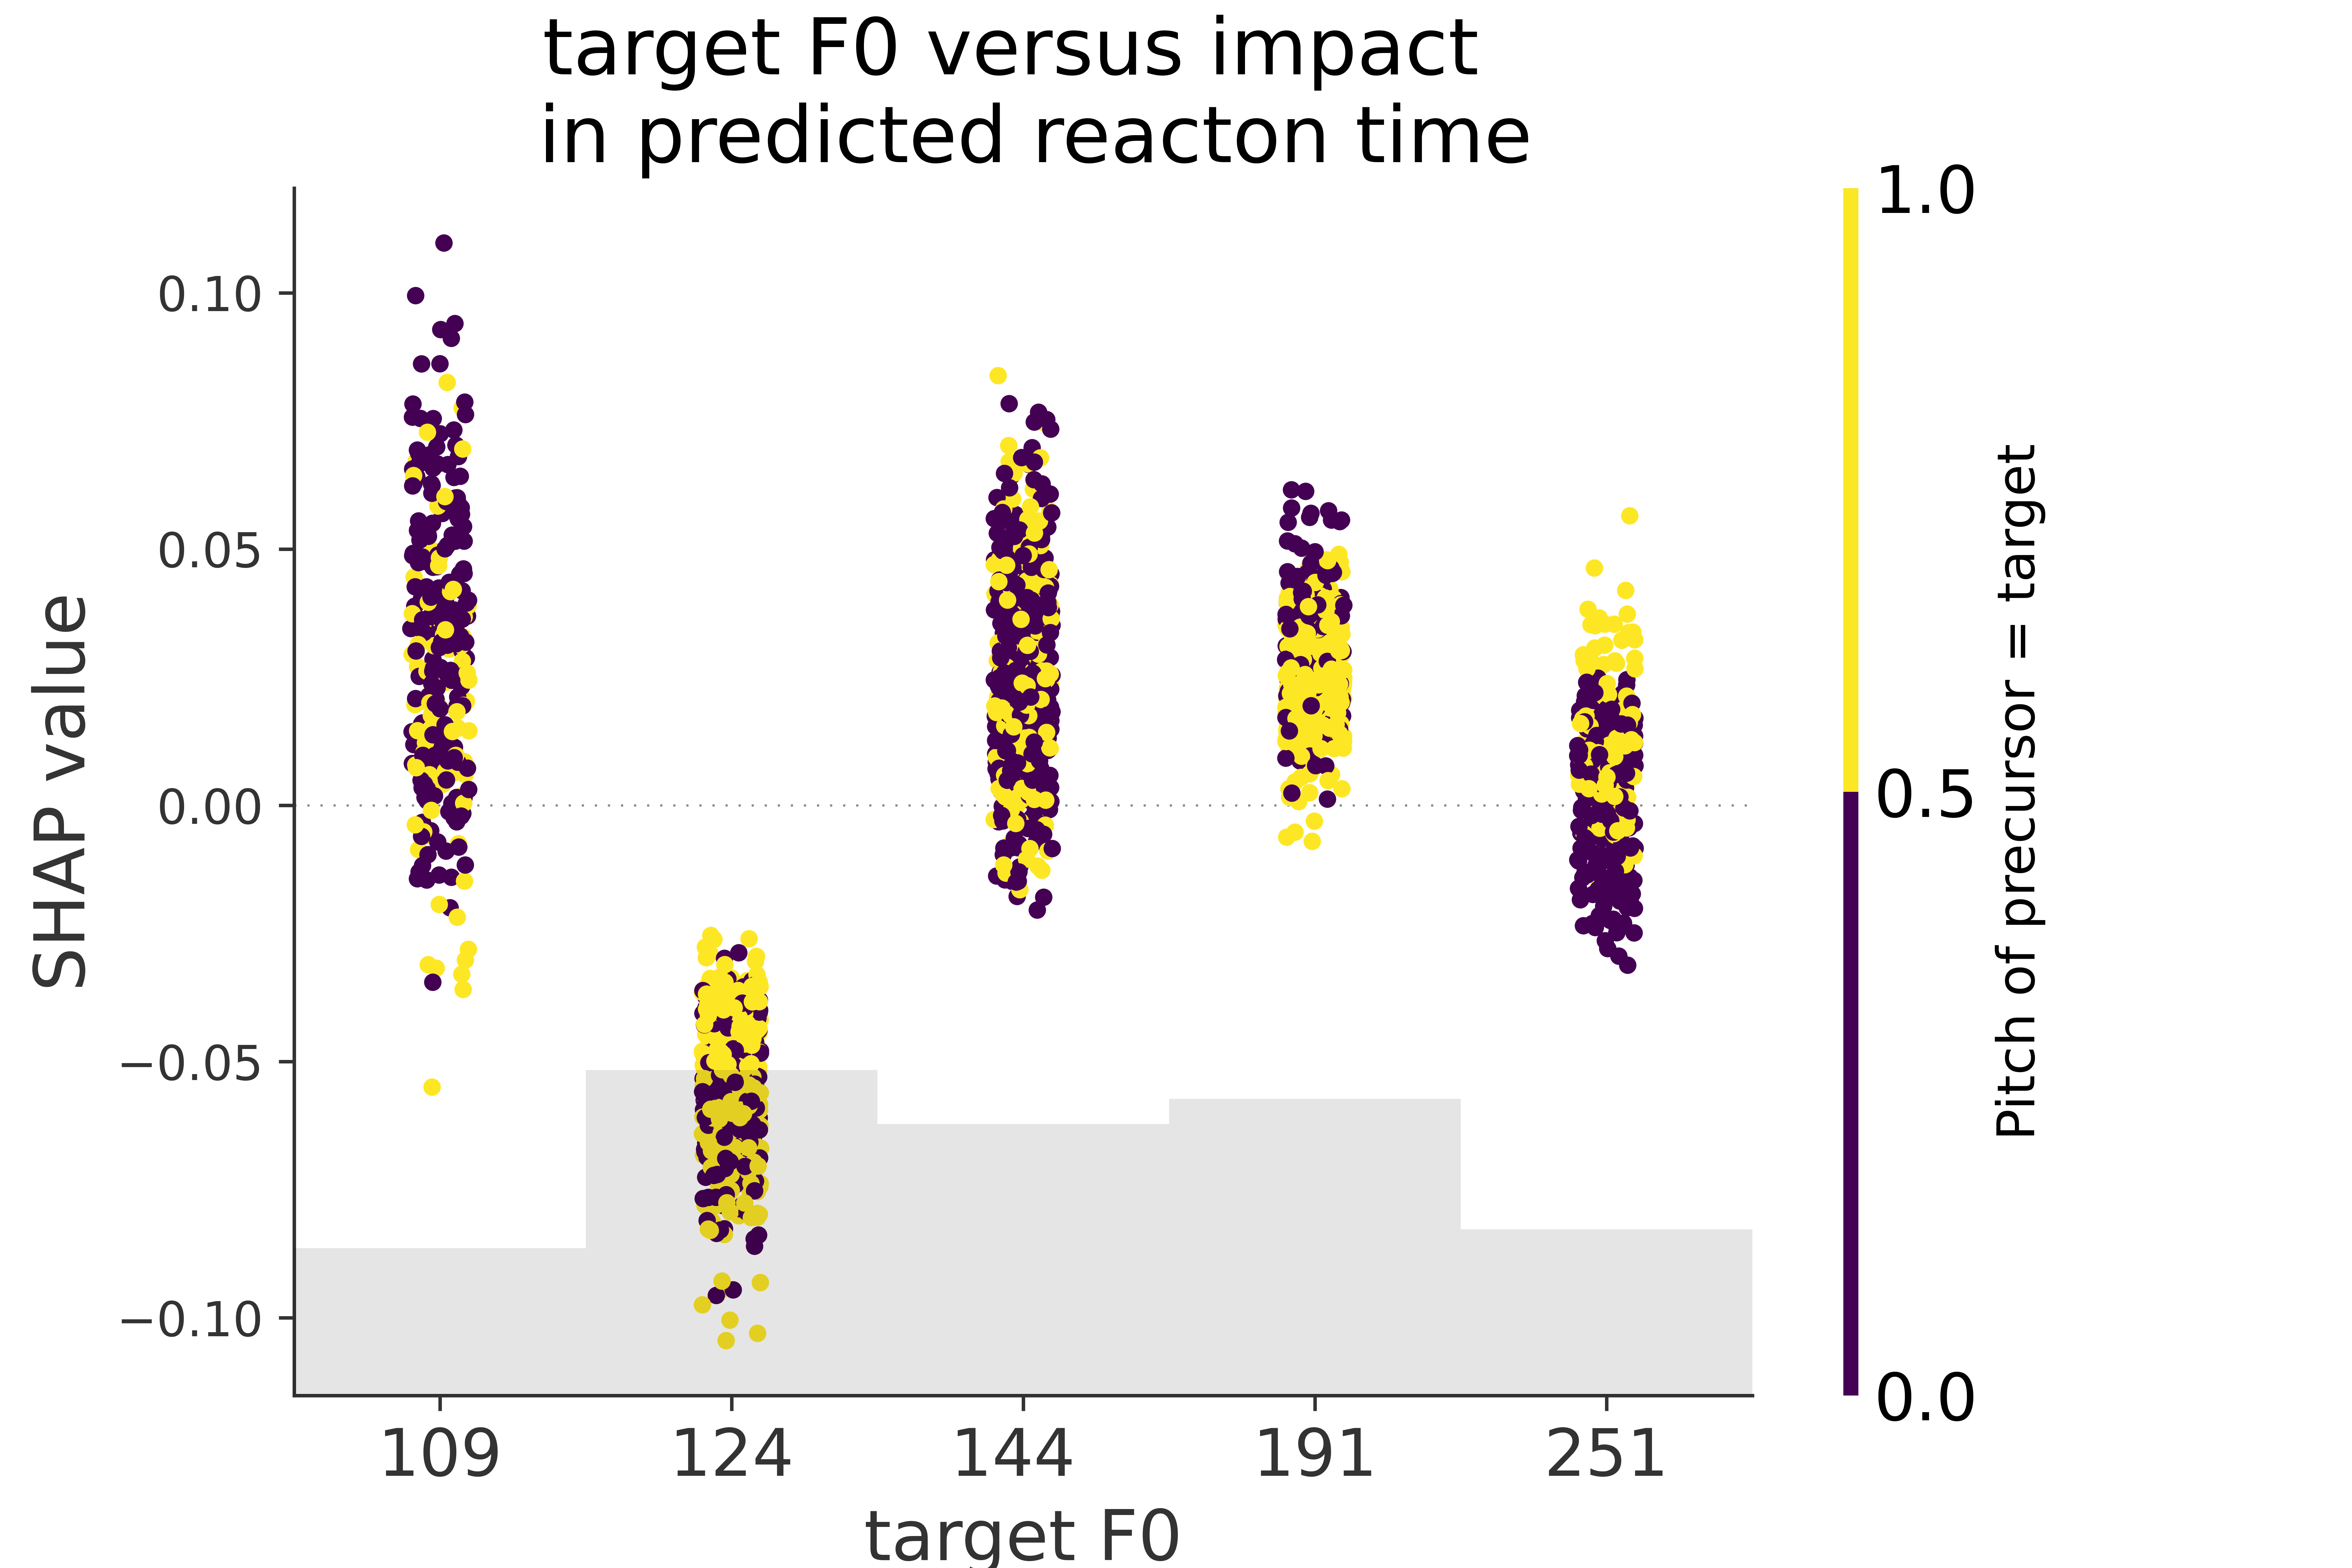 target F0 versus impact
in predicted reacton time
SHAP value
0.10
0.05
0.00
−0.05
−0.10
109
124
144
191
251
target F0
1.0
0.5
0.0
Pitch of precursor = target